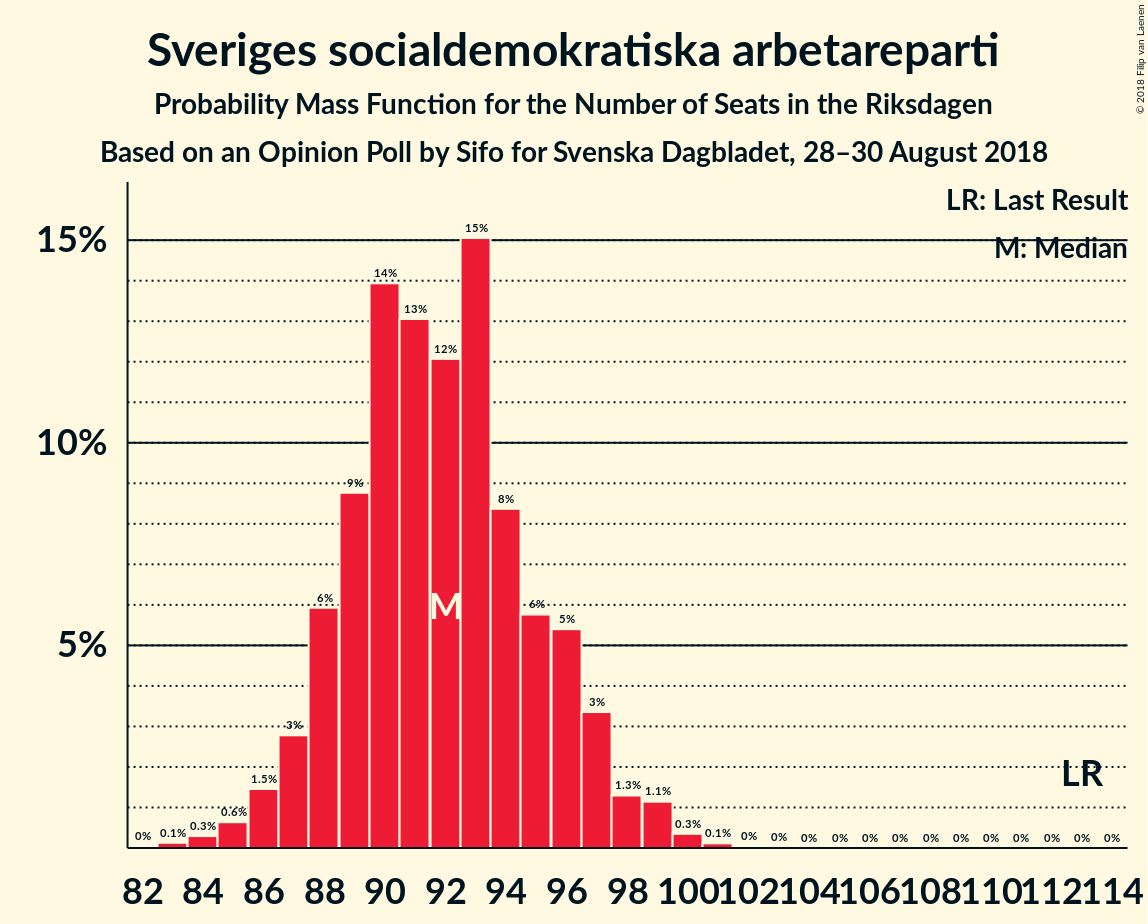 Sveriges socialdemokratiska arbetareparti
Probability Mass Function for the Number of Seats in the Riksdagen
Based on an Opinion Poll by Sifo for Svenska Dagbladet, 28–30 August 2018
© 2018 Filip van Laenen
LR: Last Result
M: Median
15%
10%
5%
0% 0.1% 0.3% 0.6% 1.5% 3% 6% 9% 14% 13% 12% 15% 8% 6% 5% 3% 1.3% 1.1% 0.3% 0.1% 0% 0% 0% 0% 0% 0% 0% 0% 0% 0% 0% 0% 0%
M
LR
82 84 86 88 90 92 94 96 98 100 102 104 106 108 110 112 114